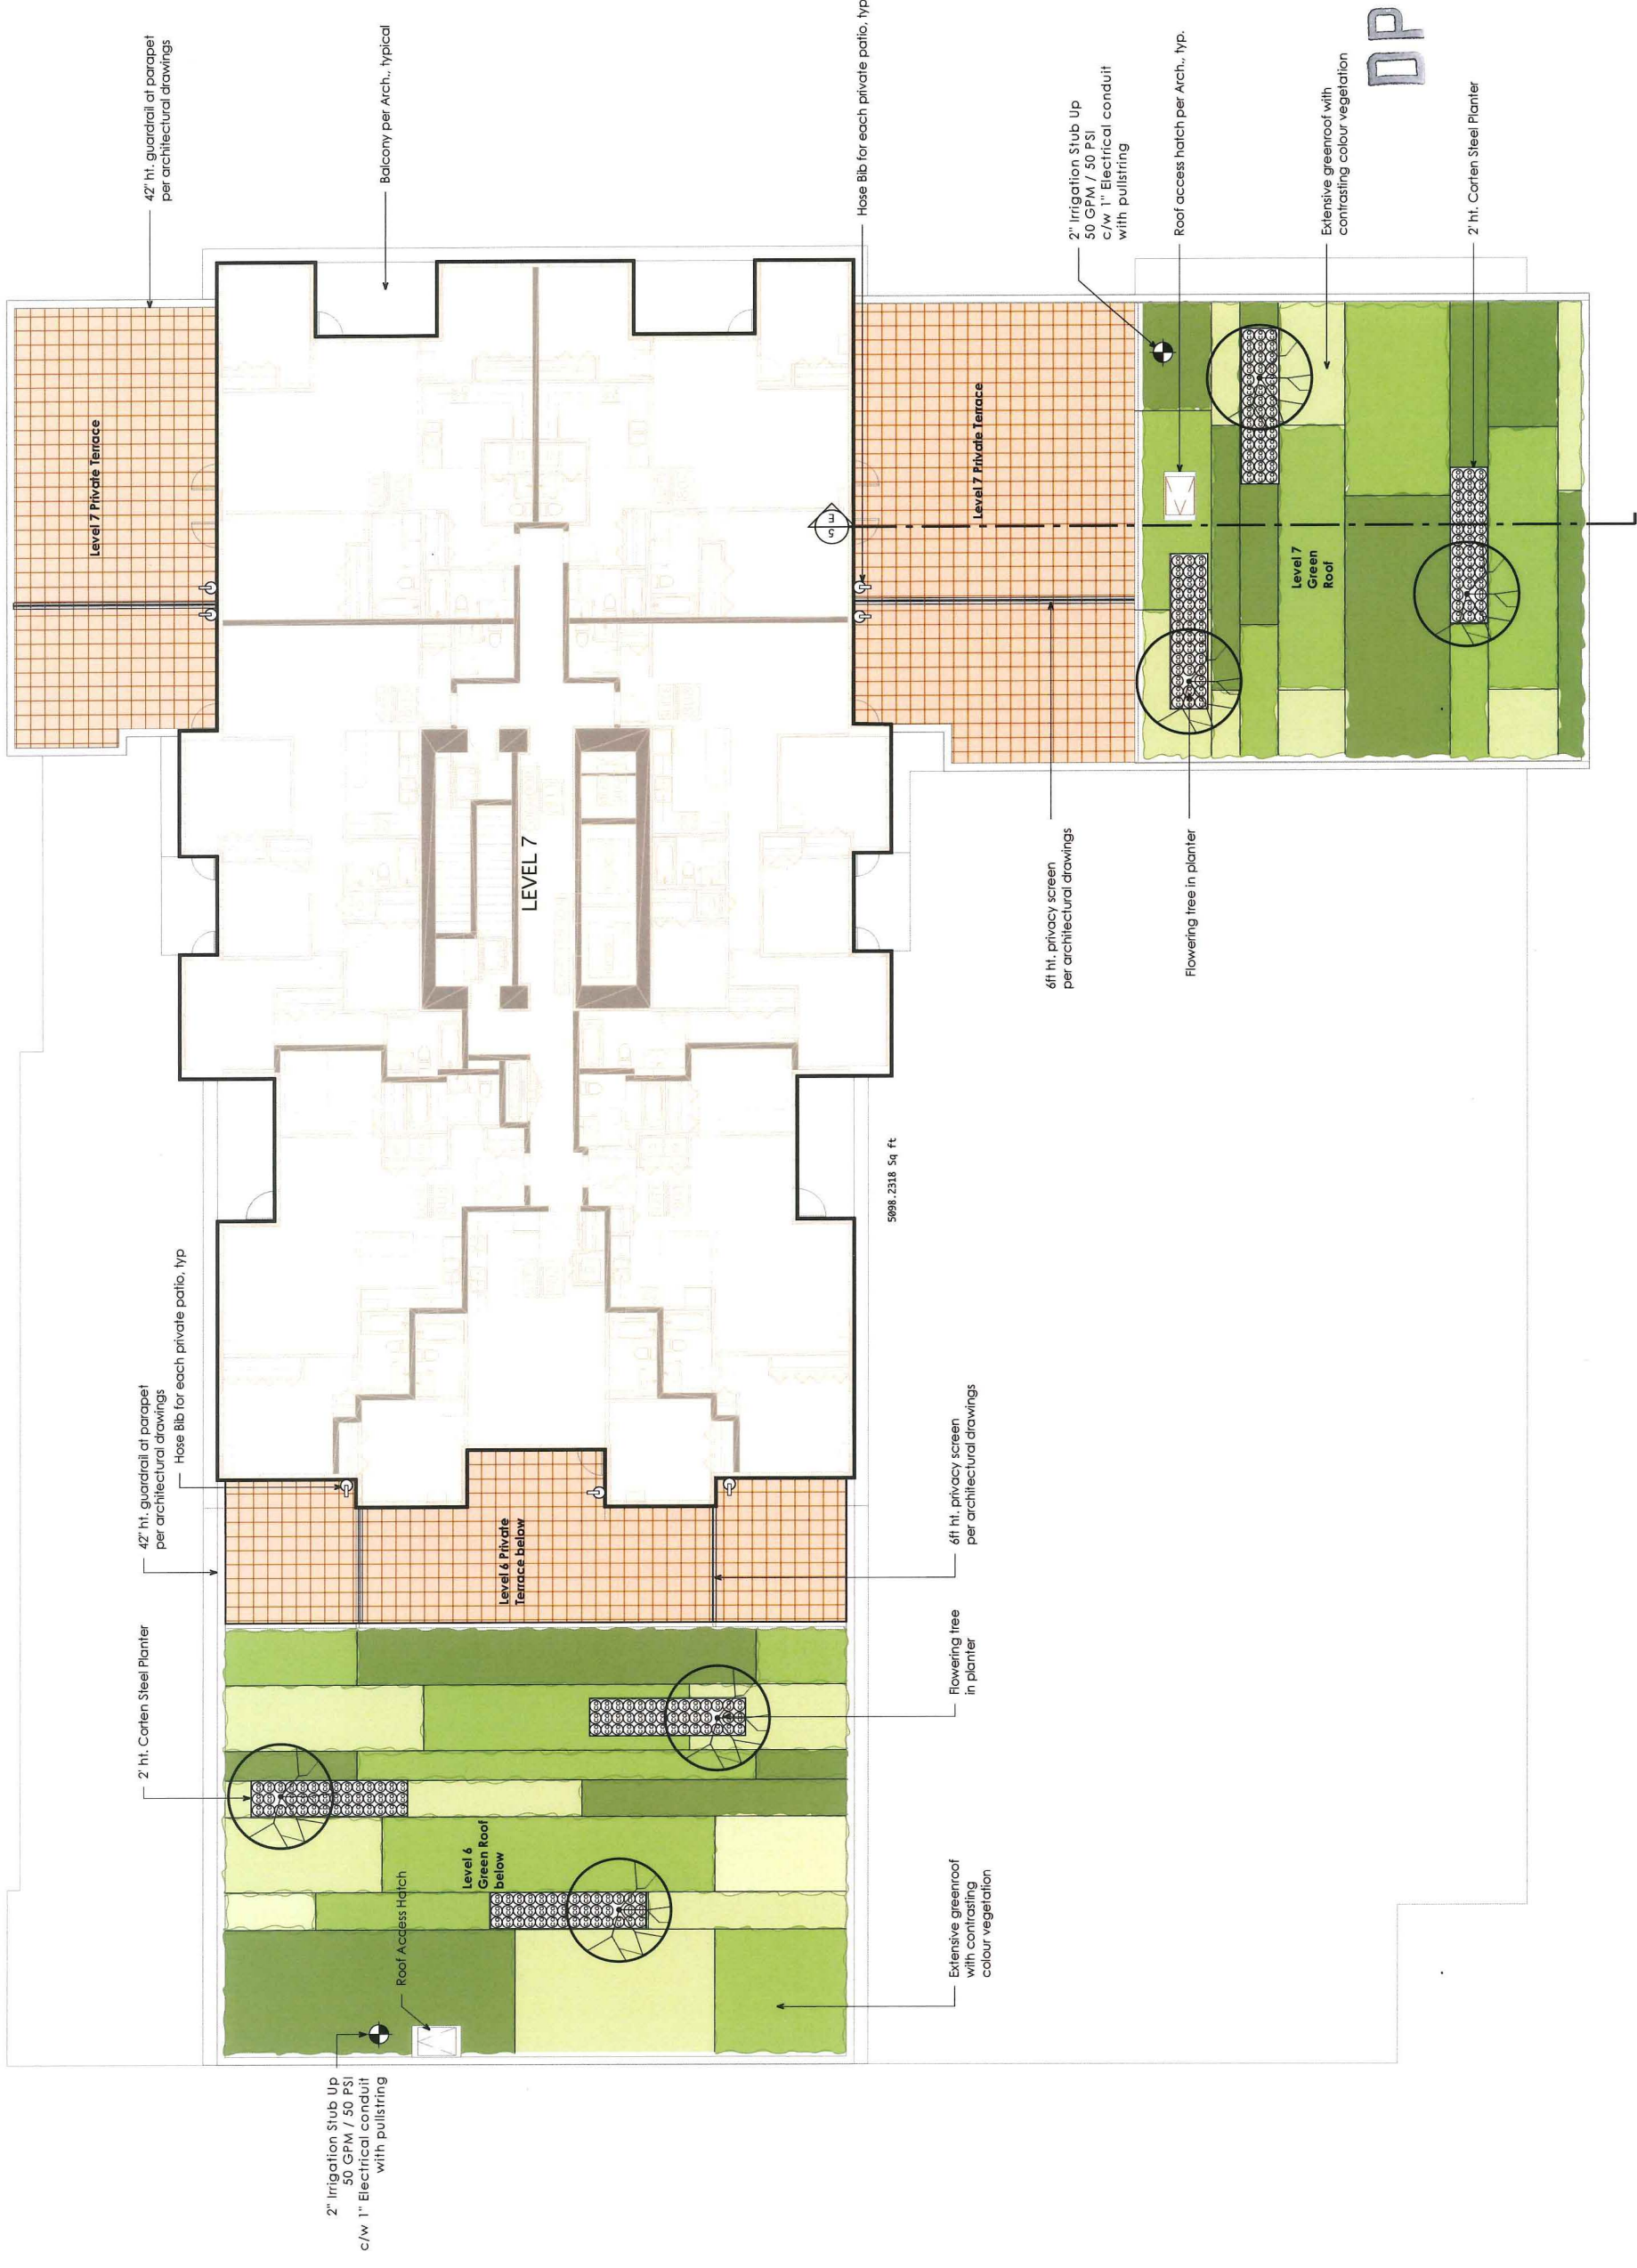 42" ht. guardrail at parapet
per architectural drawings
Balcony per Arch., typical
Hose Bib for each private patio, typ
2" Irrigation Stub Up
50 GPM / 50 PSI
c/w 1" Electrical conduit
with pullstring
Roof access hatch per Arch., typ.
Extensive greenroof with
contrasting colour vegetation
DP
2' ht. Corten Steel Planter
Level 7 Private Terrace
Level 7 Private Terrace
E
5
Level 7
Green
Roof
LEVEL 7
6ft ht. privacy screen
per architectural drawings
Flowering tree in planter
5098.2318 Sq ft
42" ht. guardrail at parapet
per architectural drawings
Hose Bib for each private patio, typ
2' ht. Corten Steel Planter
Level 6 Private
Terrace below
6ft ht. privacy screen
per architectural drawings
Flowering tree
in planter
Level 6
Green Roof
below
Roof Access Hatch
Extensive greenroof
with contrasting
colour vegetation
2" Irrigation Stub Up
50 GPM / 50 PSI
c/w 1" Electrical conduit
with pullstring